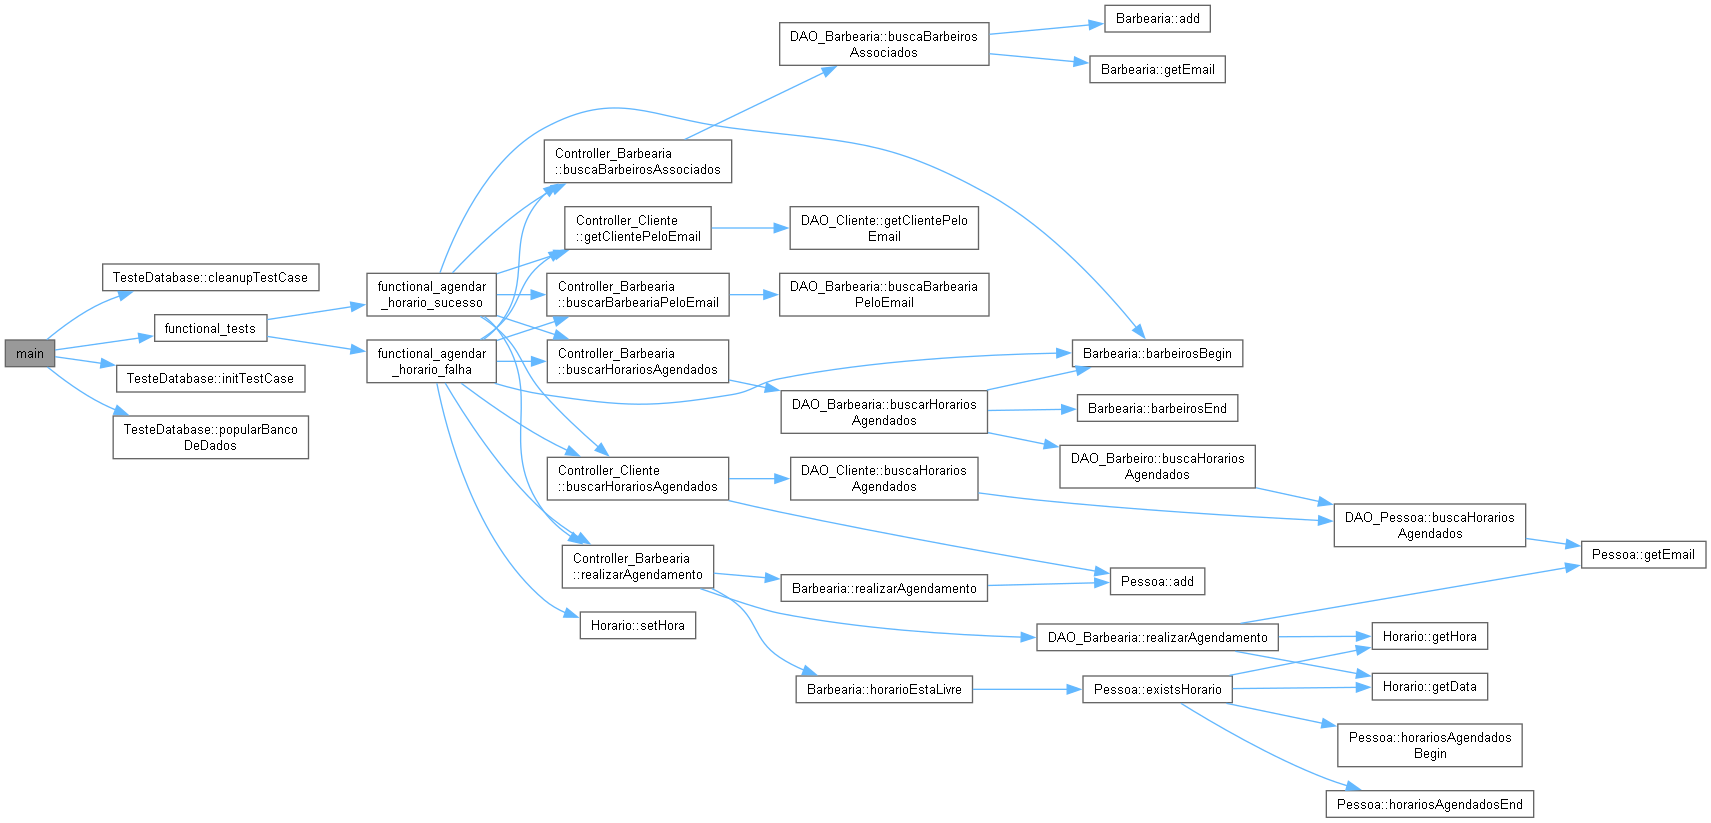 main
TesteDatabase::cleanupTestCase
functional_tests
TesteDatabase::initTestCase
TesteDatabase::popularBanco
DeDados
functional_agendar
_horario_sucesso
functional_agendar
_horario_falha
Controller_Barbearia
::buscaBarbeirosAssociados
Controller_Cliente
::getClientePeloEmail
Controller_Barbearia
::buscarBarbeariaPeloEmail
Controller_Barbearia
::buscarHorariosAgendados
Controller_Cliente
::buscarHorariosAgendados
Controller_Barbearia
::realizarAgendamento
Horario::setHora
DAO_Barbearia::buscaBarbeiros
Associados
DAO_Cliente::getClientePelo
Email
DAO_Barbearia::buscaBarbearia
PeloEmail
DAO_Barbearia::buscarHorarios
Agendados
DAO_Cliente::buscaHorarios
Agendados
Barbearia::realizarAgendamento
Barbearia::horarioEstaLivre
Barbearia::add
Barbearia::getEmail
Barbearia::barbeirosBegin
Barbearia::barbeirosEnd
DAO_Barbeiro::buscaHorarios
Agendados
Pessoa::add
DAO_Barbearia::realizarAgendamento
Pessoa::existsHorario
DAO_Pessoa::buscaHorarios
Agendados
Horario::getHora
Horario::getData
Pessoa::horariosAgendados
Begin
Pessoa::horariosAgendadosEnd
Pessoa::getEmail